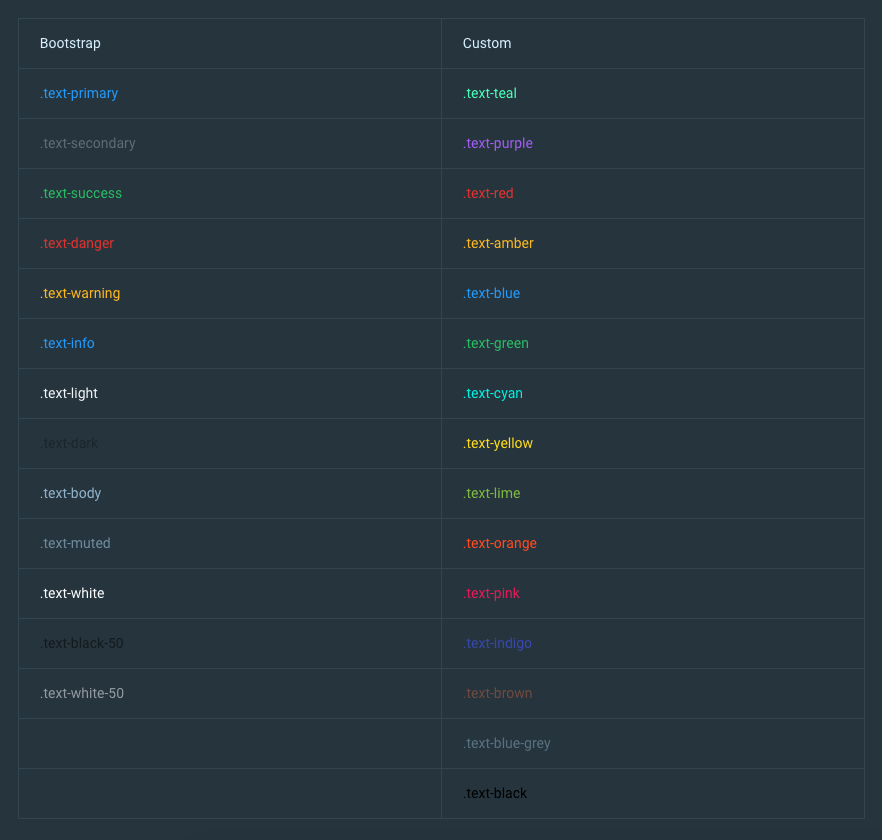 Bootstrap Custom
.text-primary .text-teal
.text-secondary .text-purple
.text-success .text-red
.text-danger .text-amber
.text-warning .text-blue
.text-info .text-green
.text-light .text-cyan
.text-dark .text-yellow
.text-body .text-lime
.text-muted .text-orange
.text-white .text-pink
.text-black-50 .text-indigo
.text-white-50 .text-brown
.text-blue-grey
.text-black